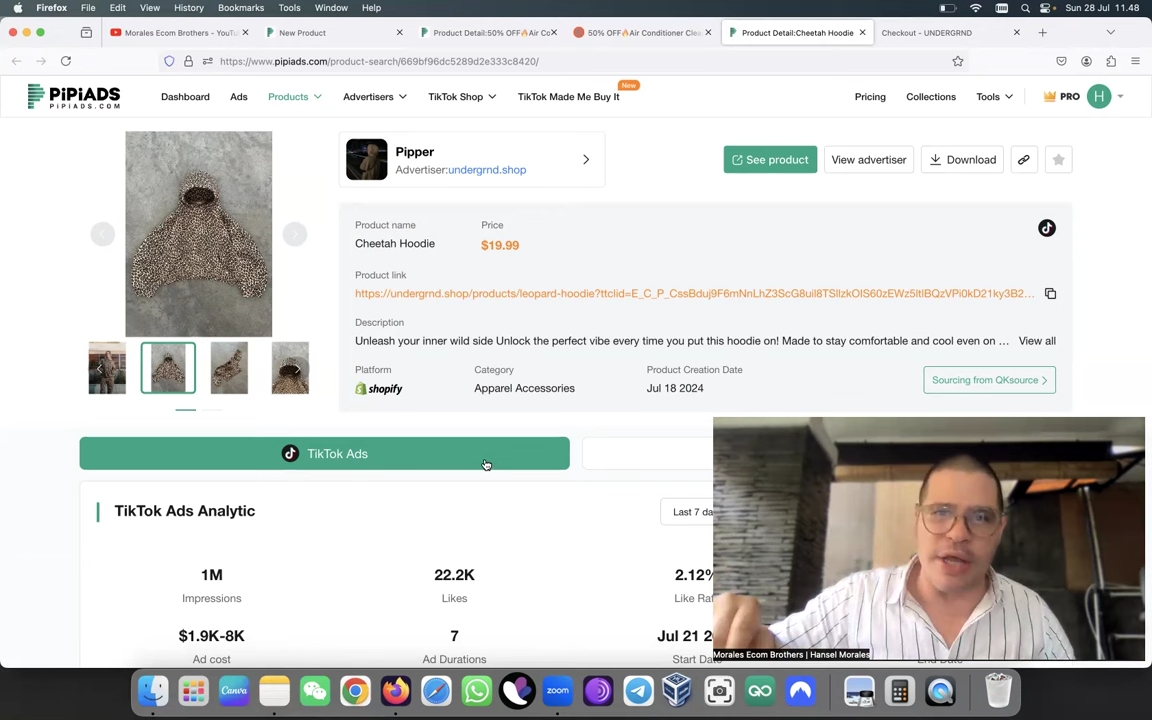 Firefox File Edit View History Bookmarks Tools Window Help Sun 28 Jul 11.48
Morales Ecom Brothers - YouTu New Product Product Detail:50% OFF🔥Air Co 50% OFF🔥Air Conditioner Clea Product Detail:Cheetah Hoodie Checkout - UNDERGRND
https://www.pipiads.com/product-search/669bf96dc5289d2e333c8420/
New
PiPiADS
PIPIADS.COM
Dashboard Ads Products Advertisers TikTok Shop TikTok Made Me Buy It Pricing Collections Tools PRO H
Pipper
Advertiser:undergrnd.shop
See product View advertiser Download
Product name Price
Cheetah Hoodie $19.99
Product link
https://undergrnd.shop/products/leopard-hoodie?ttclid=E_C_P_
Description
Unleash your inner wild side Unlock the perfect vibe every time you put this hoodie on! Made to stay comfortable and cool even on ... View all
Platform Category Product Creation Date
shopify Apparel Accessories Jul 18 2024
Sourcing from QKsource
TikTok Ads
TikTok Ads Analytic
Last 7 da
1M 22.2K 2.12%
Impressions Likes Like Ra
$1.9K-8K 7 Jul 21 2
Ad cost Ad Durations Start Da
Morales Ecom Brothers | Hansel Morales
Canva zoom GO